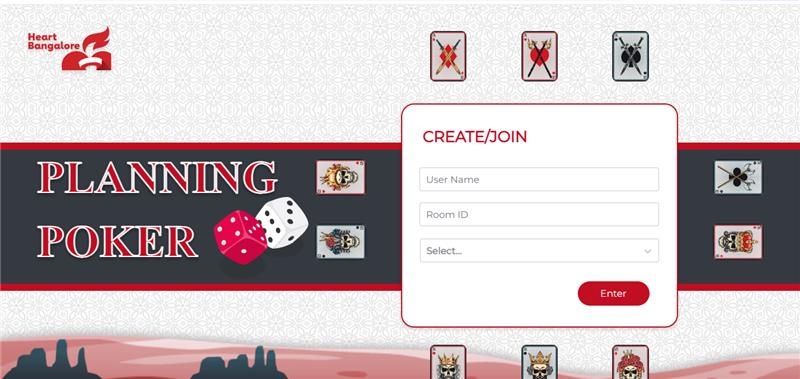 Heart
Bangalore
CREATE/JOIN
PLANNING
POKER
User Name
Room ID
Select...
Enter